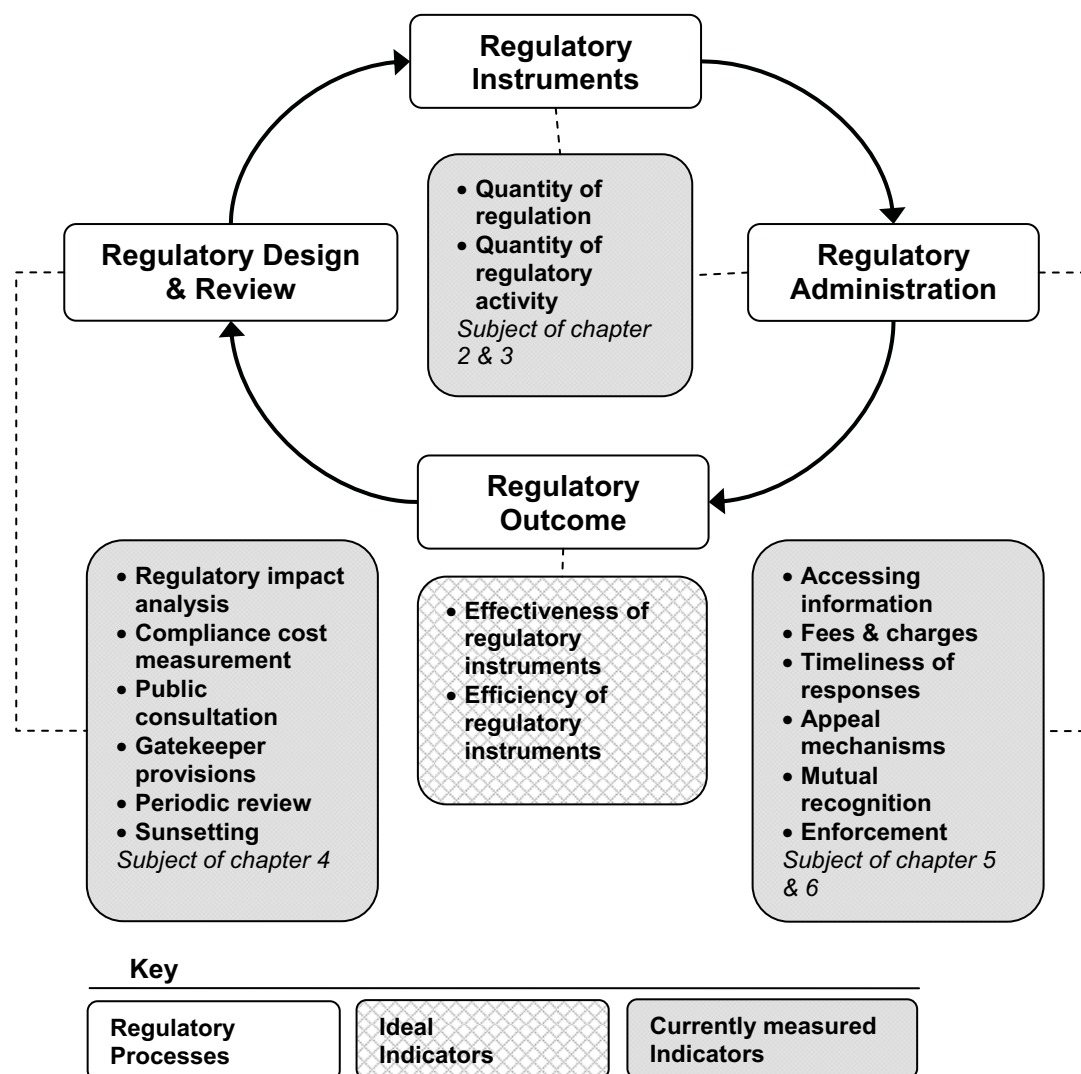 Regulatory
Instruments
• Quantity of
regulation
• Quantity of
regulatory
activity
Subject of chapter
2 & 3
Regulatory Design
& Review
Regulatory
Administration
Regulatory
Outcome
• Regulatory impact
analysis
• Compliance cost
measurement
• Public
consultation
• Gatekeeper
provisions
• Periodic review
• Sunsetting
Subject of chapter 4
• Effectiveness of
regulatory
instruments
• Efficiency of
regulatory
instruments
• Accessing
information
• Fees & charges
• Timeliness of
responses
• Appeal
mechanisms
• Mutual
recognition
• Enforcement
Subject of chapter 5
& 6
Key
Regulatory
Processes
Ideal
Indicators
Currently measured
Indicators